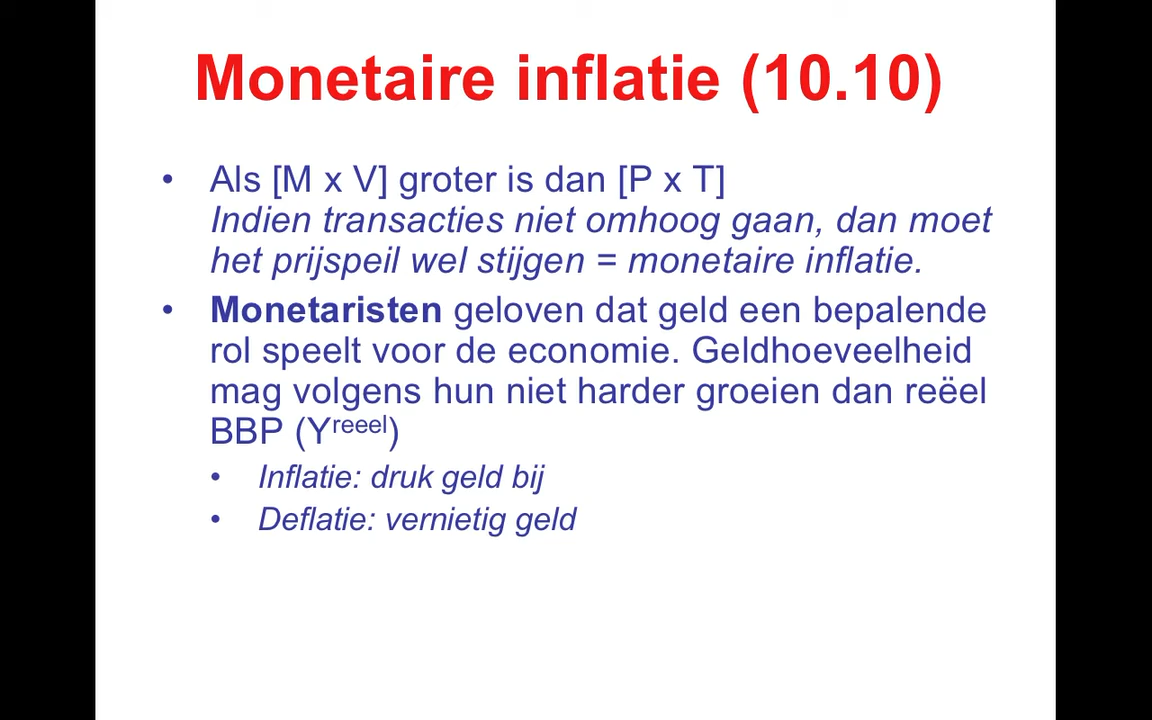 Monetaire inflatie (10.10)
• Als [M x V] groter is dan [P x T]
Indien transacties niet omhoog gaan, dan moet
het prijspeil wel stijgen = monetaire inflatie.
• Monetaristen geloven dat geld een bepalende
rol speelt voor de economie. Geldhoeveelheid
mag volgens hun niet harder groeien dan reëel
BBP (Yreeel)
• Inflatie: druk geld bij
• Deflatie: vernietig geld